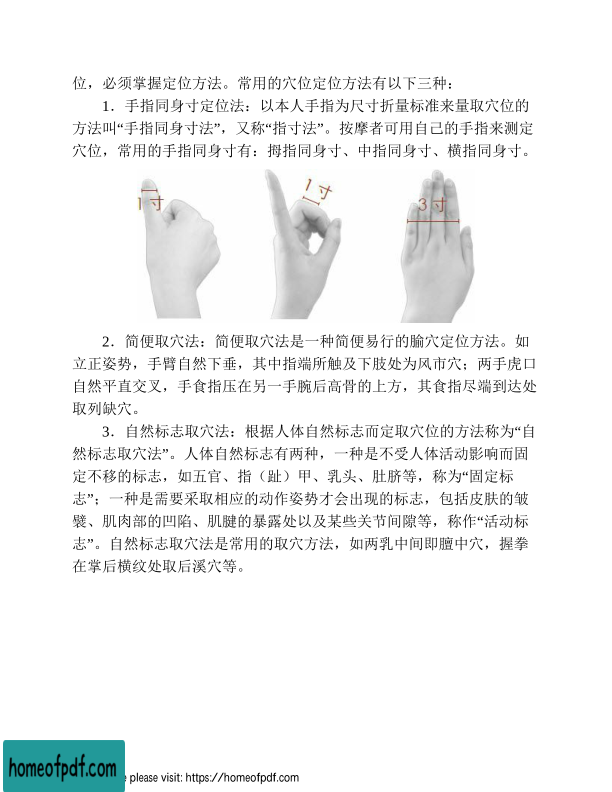 位，必须掌握定位方法。常用的穴位定位方法有以下三种：
1．手指同身寸定位法：以本人手指为尺寸折量标准来量取穴位的
方法叫“手指同身寸法”，又称“指寸法”。按摩者可用自己的手指来测定
穴位，常用的手指同身寸有：拇指同身寸、中指同身寸、横指同身寸。
1寸
1寸
3寸
2．简便取穴法：简便取穴法是一种简便易行的腧穴定位方法。如
立正姿势，手臂自然下垂，其中指端所触及下肢处为风市穴；两手虎口
自然平直交叉，手食指压在另一手腕后高骨的上方，其食指尽端到达处
取列缺穴。
3．自然标志取穴法：根据人体自然标志而定取穴位的方法称为“自
然标志取穴法”。人体自然标志有两种，一种是不受人体活动影响而固
定不移的标志，如五官、指（趾）甲、乳头、肚脐等，称为“固定标
志”；一种是需要采取相应的动作姿势才会出现的标志，包括皮肤的皱
襞、肌肉部的凹陷、肌腱的暴露处以及某些关节间隙等，称作“活动标
志”。自然标志取穴法是常用的取穴方法，如两乳中间即膻中穴，握拳
在掌后横纹处取后溪穴等。
homeofpdf.com
please visit: https://homeofpdf.com